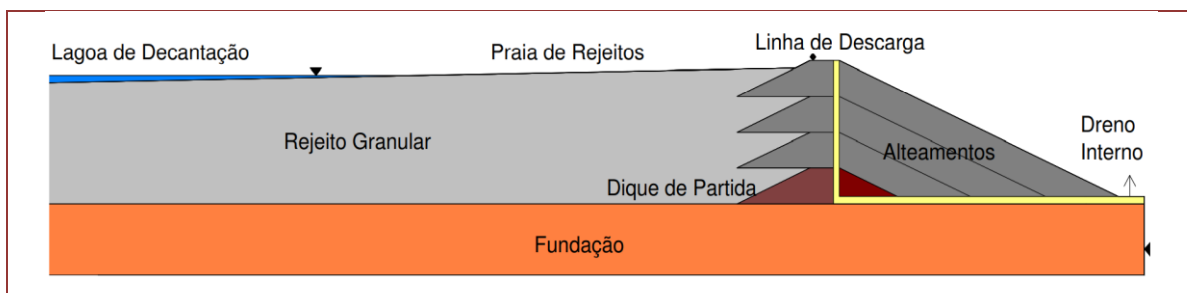 Lagoa de Decantação
Praia de Rejeitos
Linha de Descarga
Rejeito Granular
Alteamentos
Dreno
Interno
Dique de Partida
Fundação